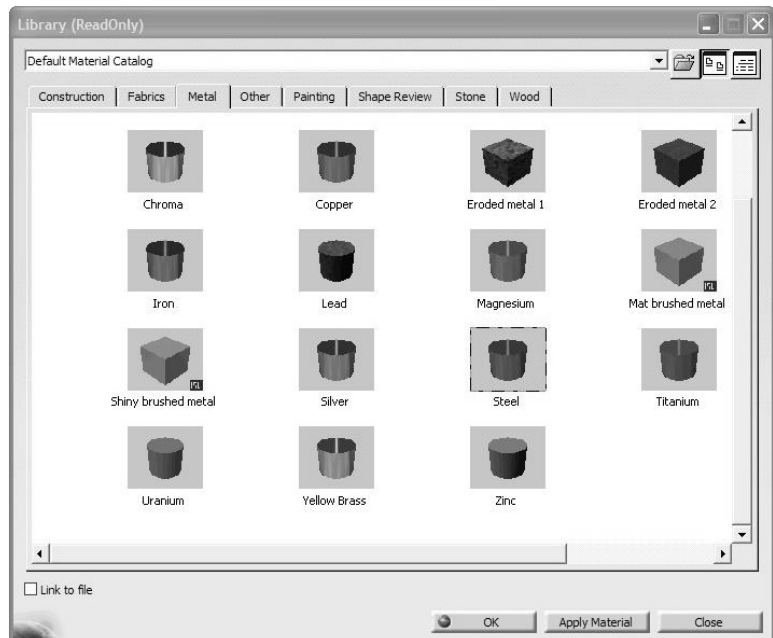 Library (ReadOnly)
Default Material Catalog
Construction Fabrics Metal Other Painting Shape Review Stone Wood
Chroma Copper Eroded metal 1 Eroded metal 2
Iron Lead Magnesium Mat brushed metal
Shiny brushed metal Silver Steel Titanium
Uranium Yellow Brass Zinc
Link to file
OK Apply Material Close